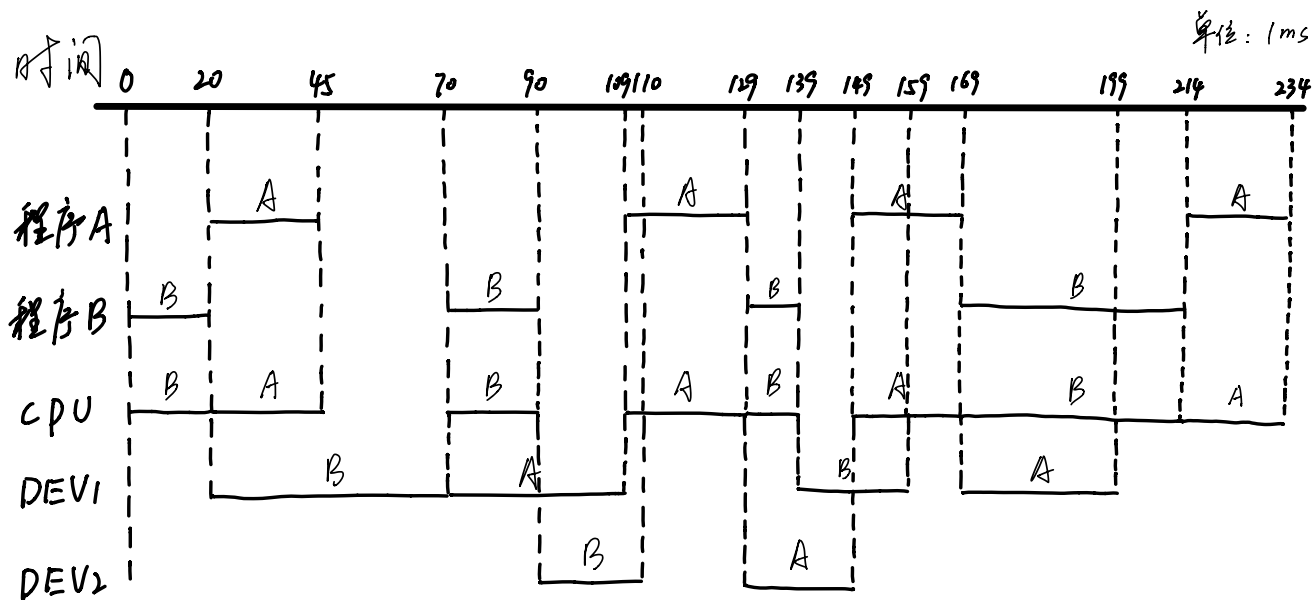 单位：1ms
时间 0 20 45 70 90 109 110 129 139 149 159 169 199 214 234
程序A A A A A
程序B B B B B
CPU B A B A B A B A
DEV1 B A B A
DEV2 B A